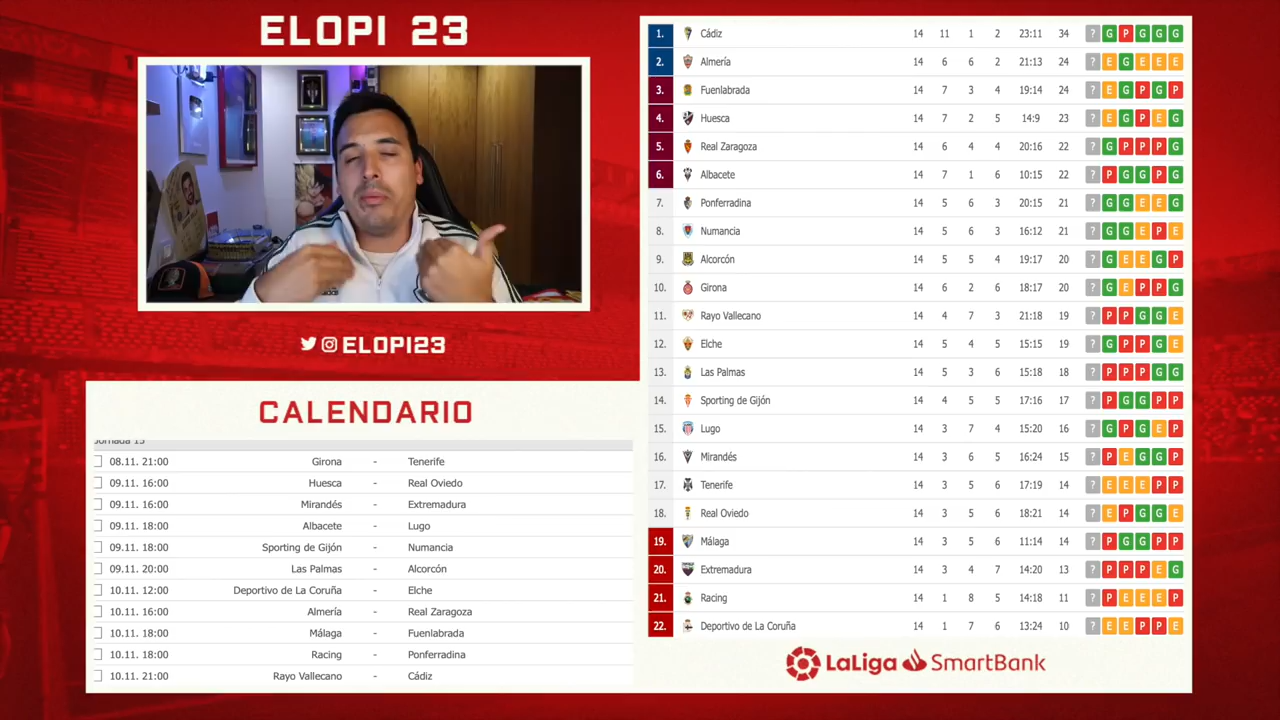 ELOPI 23
ELOPI23
CALENDARIO
Jornada 15
08.11. 21:00 Girona - Tenerife
09.11. 16:00 Huesca - Real Oviedo
09.11. 16:00 Mirandés - Extremadura
09.11. 18:00 Albacete - Lugo
09.11. 18:00 Sporting de Gijón - Numancia
09.11. 20:00 Las Palmas - Alcorcón
10.11. 12:00 Deportivo de La Coruña - Elche
10.11. 16:00 Almería - Real Zaragoza
10.11. 18:00 Málaga - Fuenlabrada
10.11. 18:00 Racing - Ponferradina
10.11. 21:00 Rayo Vallecano - Cádiz
1. Cádiz 14 11 1 2 23:11 34 ? G P G G G
2. Almería 14 6 6 2 21:13 24 ? E G E E E
3. Fuenlabrada 14 7 3 4 19:14 24 ? E G P G P
4. Huesca 14 7 2 5 14:9 23 ? E G P E G
5. Real Zaragoza 14 6 4 4 20:16 22 ? G P P P G
6. Albacete 14 7 1 6 10:15 22 ? P G G P G
7. Ponferradina 14 5 6 3 20:15 21 ? G G E E G
8. Numancia 14 5 6 3 16:12 21 ? G G E P E
9. Alcorcón 14 5 5 4 19:17 20 ? G E E G P
10. Girona 14 6 2 6 18:17 20 ? G E P P G
11. Rayo Vallecano 14 4 7 3 21:18 19 ? P P G G E
12. Elche 14 5 4 5 15:15 19 ? G P P G E
13. Las Palmas 14 5 3 6 15:18 18 ? P P P G G
14. Sporting de Gijón 14 4 5 5 17:16 17 ? P G G P P
15. Lugo 14 3 7 4 15:20 16 ? G P G E P
16. Mirandés 14 3 6 5 16:24 15 ? P E G G P
17. Tenerife 14 3 5 6 17:19 14 ? E E E P P
18. Real Oviedo 14 3 5 6 18:21 14 ? E P G G E
19. Málaga 14 3 5 6 11:14 14 ? P G G P P
20. Extremadura 14 3 4 7 14:20 13 ? P P P E G
21. Racing 14 1 8 5 14:18 11 ? P E E E P
22. Deportivo de La Coruña 14 1 7 6 13:24 10 ? E E P P E
LaLiga SmartBank